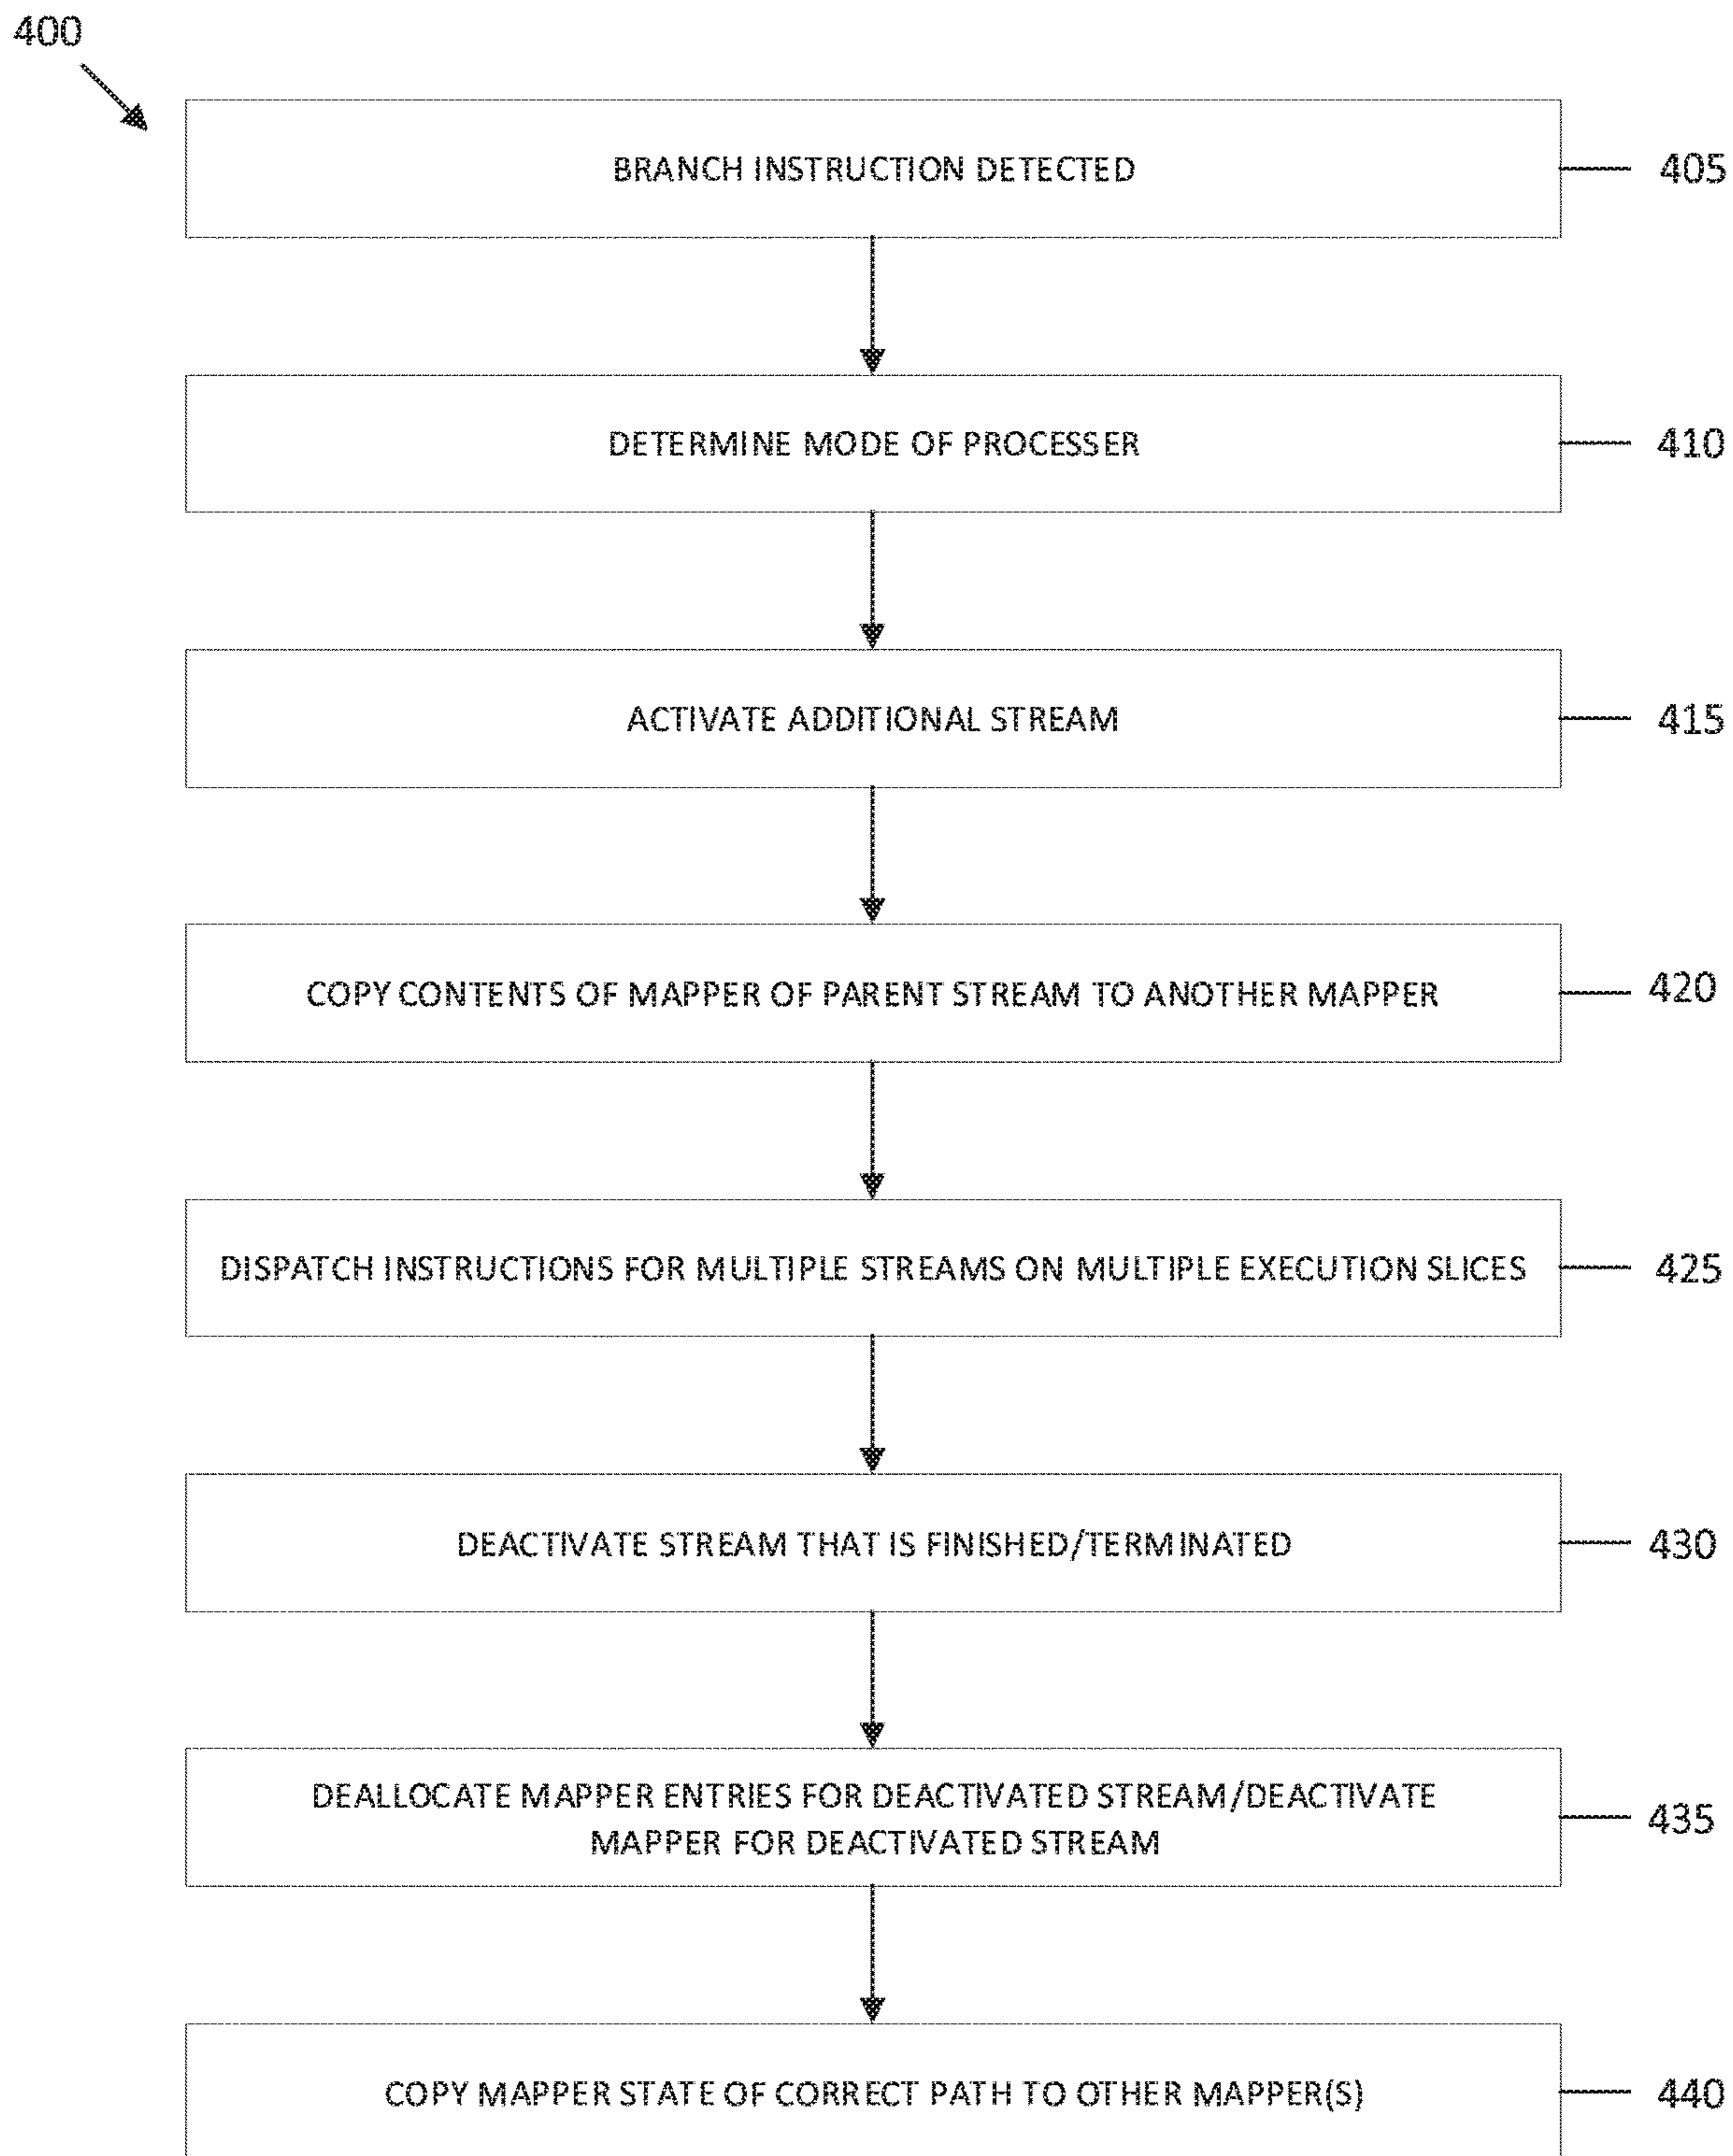 400
BRANCH INSTRUCTION DETECTED
405
DETERMINE MODE OF PROCESSER
410
ACTIVATE ADDITIONAL STREAM
415
COPY CONTENTS OF MAPPER OF PARENT STREAM TO ANOTHER MAPPER
420
DISPATCH INSTRUCTIONS FOR MULTIPLE STREAMS ON MULTIPLE EXECUTION SLICES
425
DEACTIVATE STREAM THAT IS FINISHED/TERMINATED
430
DEALLOCATE MAPPER ENTRIES FOR DEACTIVATED STREAM/DEACTIVATE
MAPPER FOR DEACTIVATED STREAM
435
COPY MAPPER STATE OF CORRECT PATH TO OTHER MAPPER(S)
440